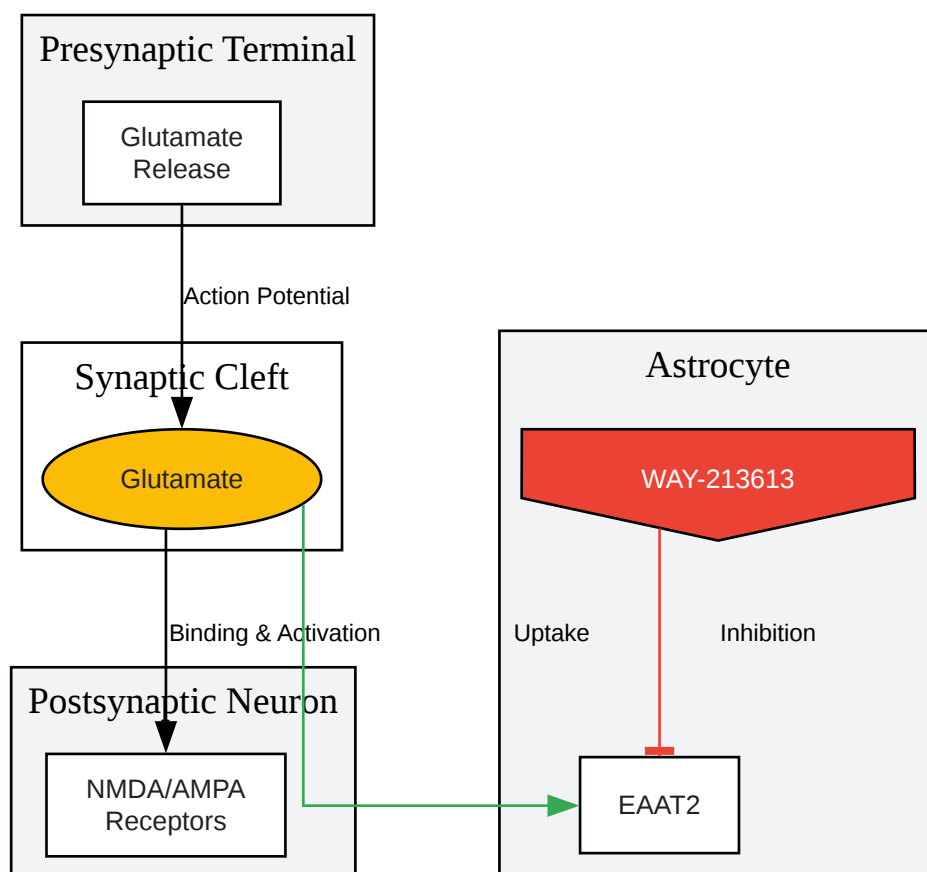 Presynaptic Terminal
Glutamate
Release
Action Potential
Synaptic Cleft
Glutamate
Binding & Activation
Postsynaptic Neuron
NMDA/AMPA
Receptors
Astrocyte
WAY-213613
Uptake
Inhibition
EAAT2